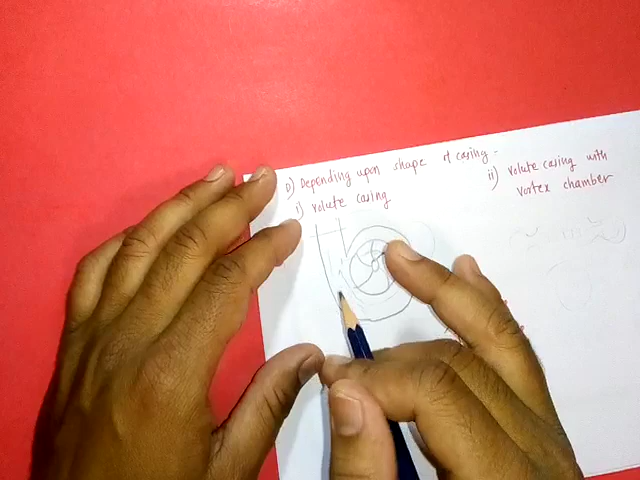 D) Depending upon shape of casing -
i) volute casing
ii) volute casing with
vortex chamber